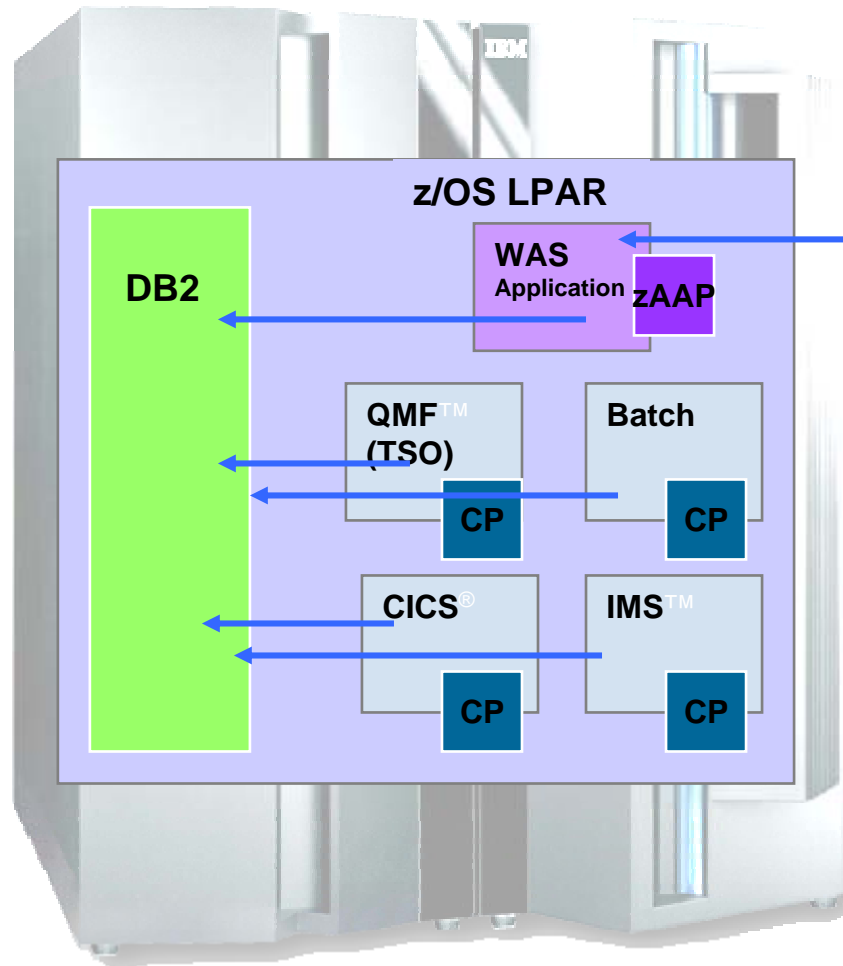 IBM
z/OS LPAR
DB2
WAS
Application
zAAP
QMF™
(TSO)
CP
Batch
CP
CICS®
CP
IMS™
CP